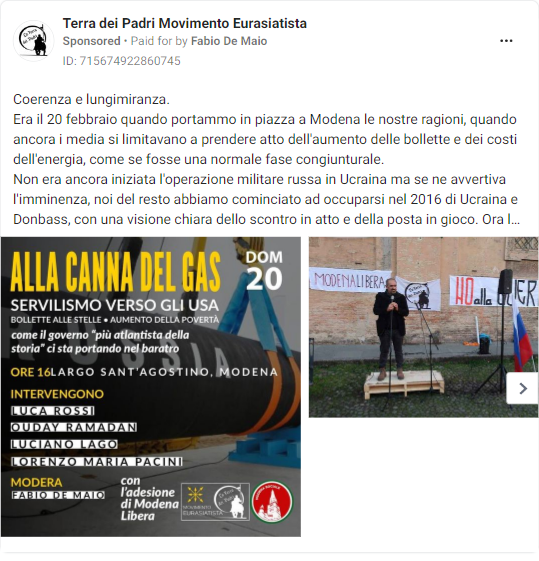 Terra dei Padri Movimento Eurasiatista
Sponsored • Paid for by Fabio De Maio
ID: 715674922860745
Coerenza e lungimiranza.
Era il 20 febbraio quando portammo in piazza a Modena le nostre ragioni, quando
ancora i media si limitavano a prendere atto dell'aumento delle bollette e dei costi
dell'energia, come se fosse una normale fase congiunturale.
Non era ancora iniziata l'operazione militare russa in Ucraina ma se ne avvertiva
l'imminenza, noi del resto abbiamo cominciato ad occuparsi nel 2016 di Ucraina e
Donbass, con una visione chiara dello scontro in atto e della posta in gioco. Ora l...
ALLA CANNA DEL GAS
DOM
20
SERVILISMO VERSO GLI USA
BOLLETTE ALLE STELLE • AUMENTO DELLA POVERTÀ
come il governo "più atlantista della
storia" ci sta portando nel baratro
ORE 16 LARGO SANT'AGOSTINO, MODENA
INTERVENGONO
LUCA ROSSI
OUDAY RAMADAN
LUCIANO LAGO
LORENZO MARIA PACINI
MODERA
FABIO DE MAIO
con
l'adesione
di Modena
Libera
MOVIMENTO
EURASIATISTA
MODENA LIBERA
NO alla GUER